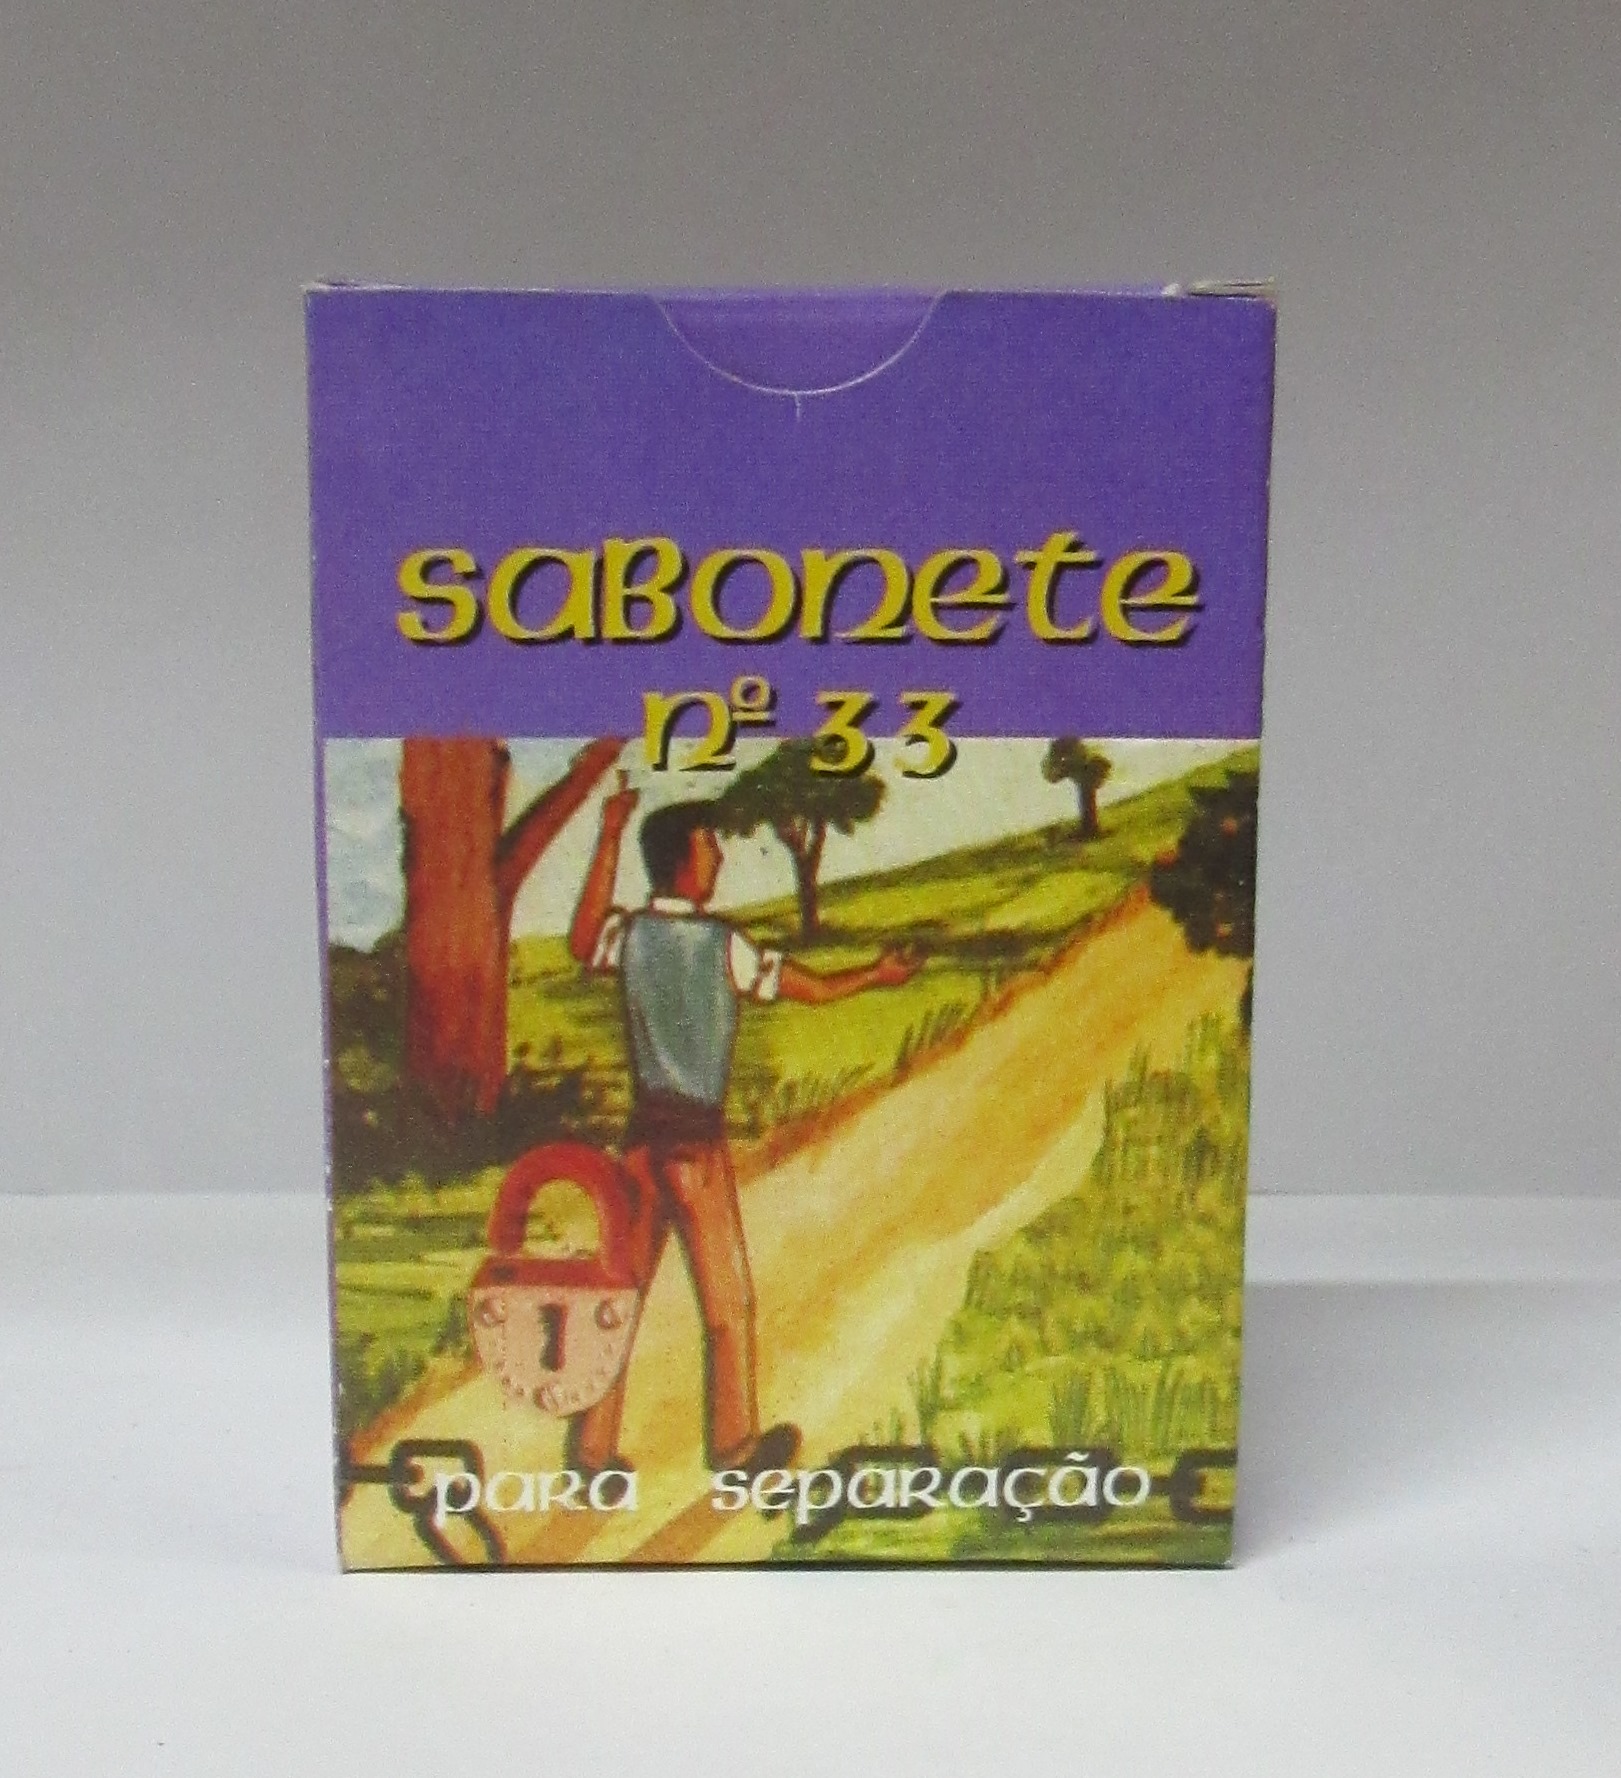 Sabonete
nº 33
para separação